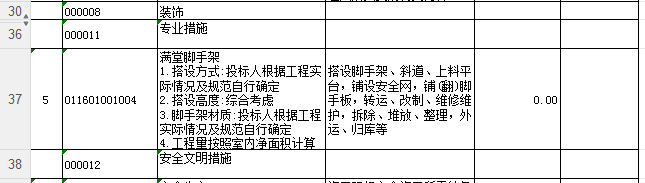 30 000008 装饰
36 000011 专业措施
满堂脚手架
1.搭设方式:投标人根据工程实
际情况及规范自行确定
2.搭设高度:综合考虑
3.脚手架材质:投标人根据工程
实际情况及规范自行确定
4.工程量按照室内净面积计算
37 5 011601001004
搭设脚手架、斜道、上料平
台，铺设安全网，铺(翻)脚
手板，转运、改制、维修维
护，拆除、堆放、整理，外
运、归库等
0.00
38 000012 安全文明措施